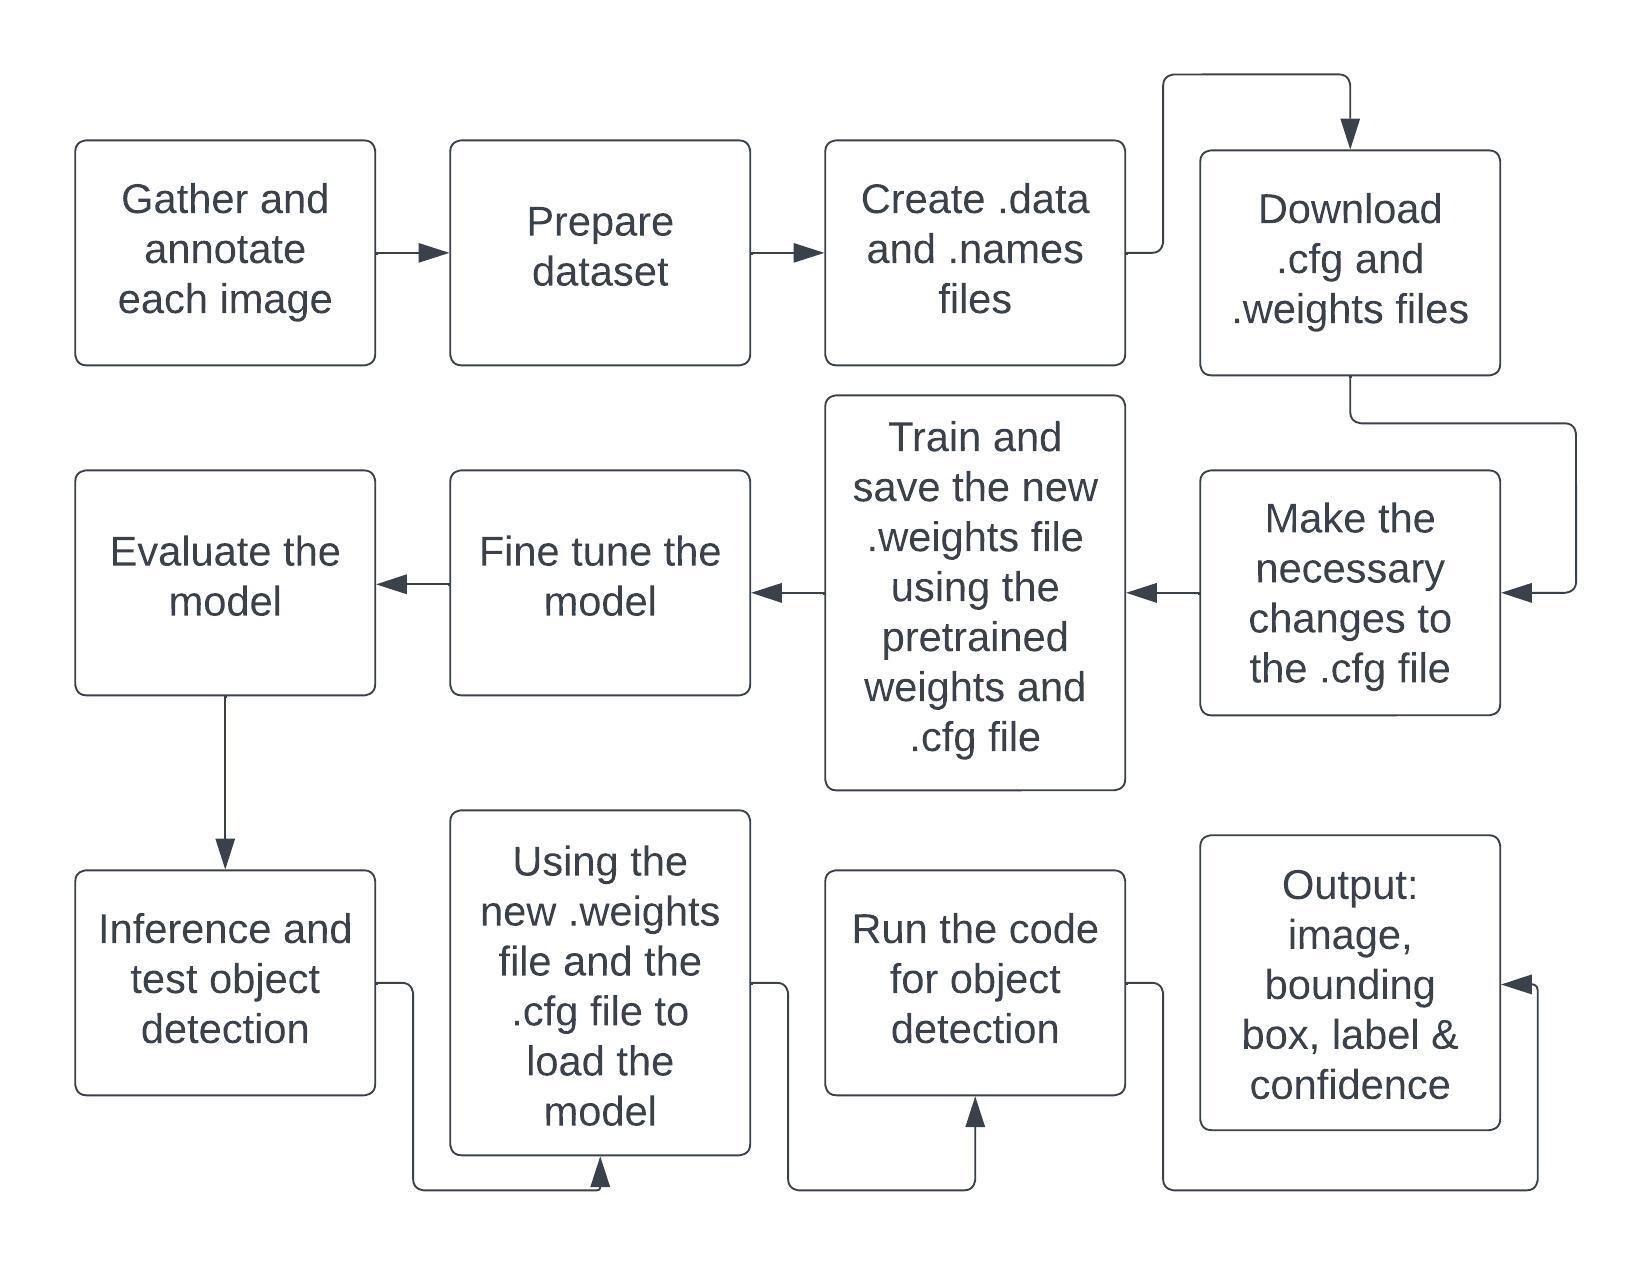 Gather and
annotate
each image
Prepare
dataset
Create .data
and .names
files
Download
.cfg and
.weights files
Make the
necessary
changes to
the .cfg file
Train and
save the new
.weights file
using the
pretrained
weights and
.cfg file
Fine tune the
model
Evaluate the
model
Inference and
test object
detection
Using the
new .weights
file and the
.cfg file to
load the
model
Run the code
for object
detection
Output:
image,
bounding
box, label &
confidence